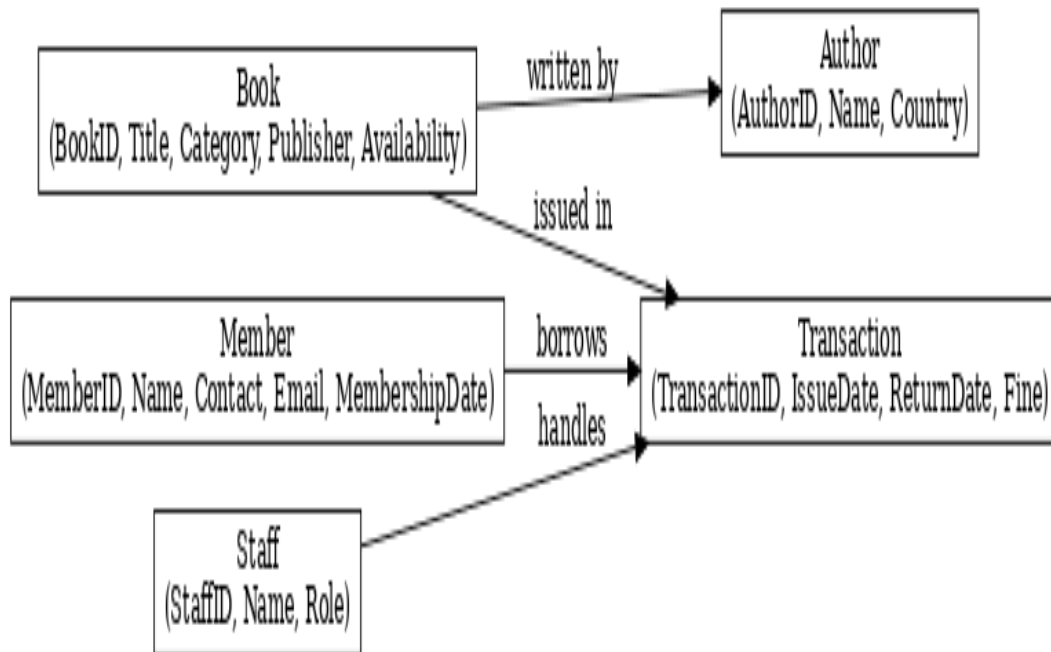 Book
(BookID, Title, Category, Publisher, Availability)
written by
Author
(AuthorID, Name, Country)
issued in
Member
(MemberID, Name, Contact, Email, MembershipDate)
borrows
Transaction
(TransactionID, IssueDate, ReturnDate, Fine)
handles
Staff
(StaffID, Name, Role)